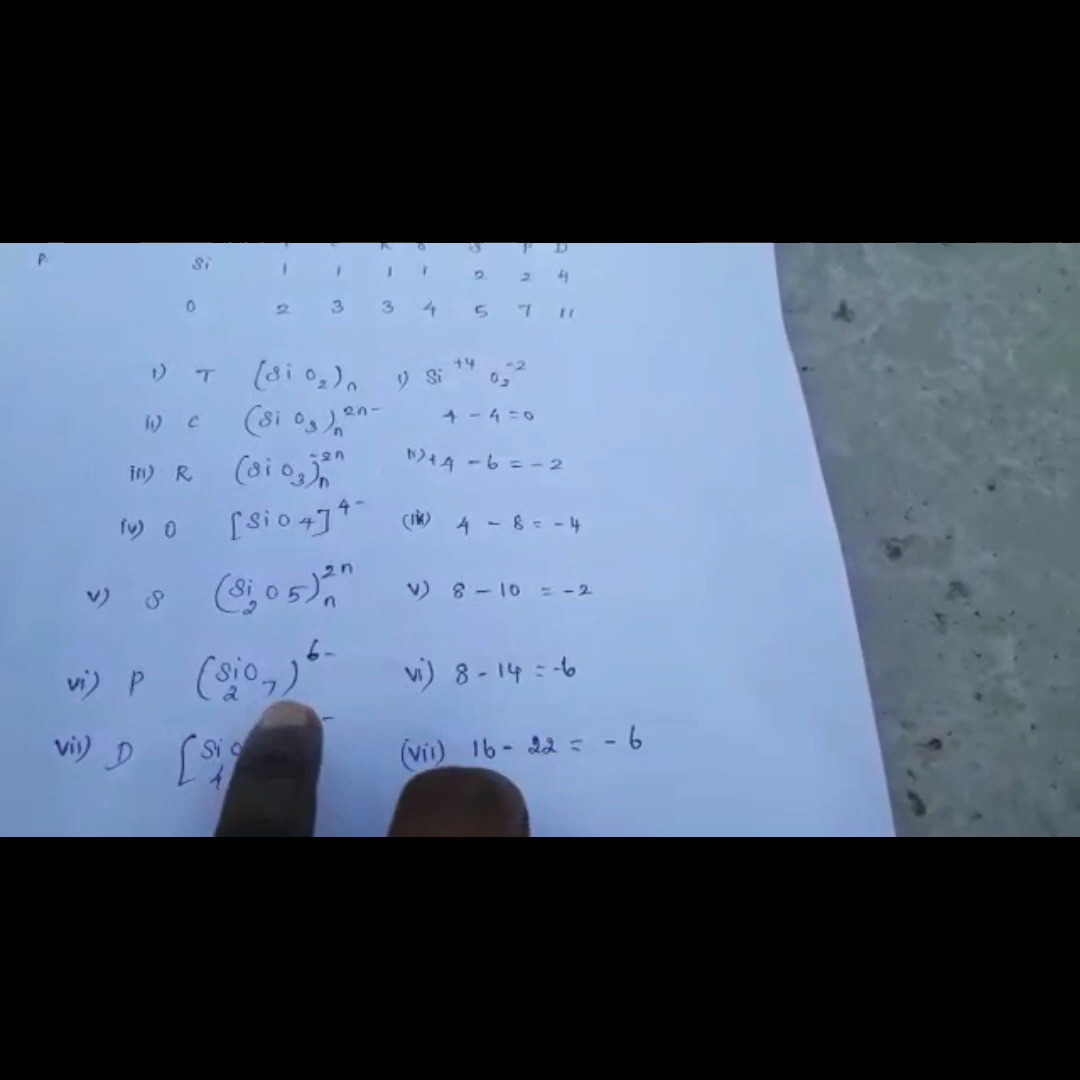 Si 1 1 1 1 2 2 4
O 2 3 3 4 5 7 11
i) T (SiO₂)ₙ i) Si⁺⁴ O₂⁻²
ii) C (SiO₃)ₙ²ⁿ⁻ 4 - 4 = 0
iii) R (SiO₃)ₙ⁻²ⁿ ii) +4 - 6 = -2
iv) O [SiO4]⁴⁻ 4 - 8 = -4
v) S (Si₂O5)ₙ²ⁿ v) 8 - 10 = -2
vi) P (Si₂O₇)⁶⁻ vi) 8 - 14 = -6
vii) D [Si₄O (vii) 16 - 22 = - 6